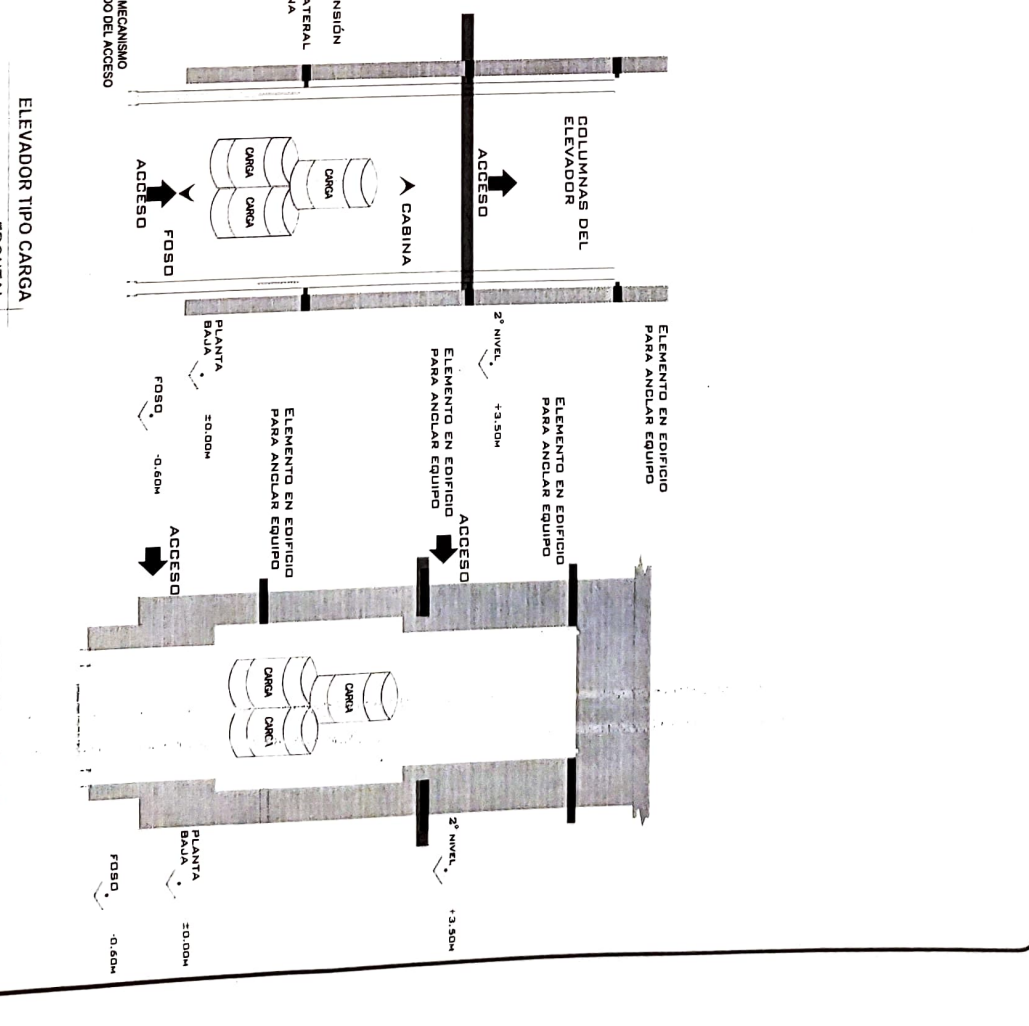 ELEMENTO EN EDIFICIO
PARA ANCLAR EQUIPO
COLUMNAS DEL
ELEVADOR
ACCESO
2° NIVEL
+3.50M
CABINA
CARGA
CARGA
CARGA
FOSO
ACCESO
PLANTA
BAJA
±0.00M
FOSO
-0.60M
NSIÓN
ATERAL
NA
MECANISMO
DO DEL ACCESO
ELEVADOR TIPO CARGA
ELEMENTO EN EDIFICIO
PARA ANCLAR EQUIPO
ELEMENTO EN EDIFICIO
PARA ANCLAR EQUIPO
ACCESO
ELEMENTO EN EDIFICIO
PARA ANCLAR EQUIPO
ACCESO
CARGA
CARGA
CARGA
2° NIVEL
+3.50M
PLANTA
BAJA
±0.00M
FOSO
-0.60M